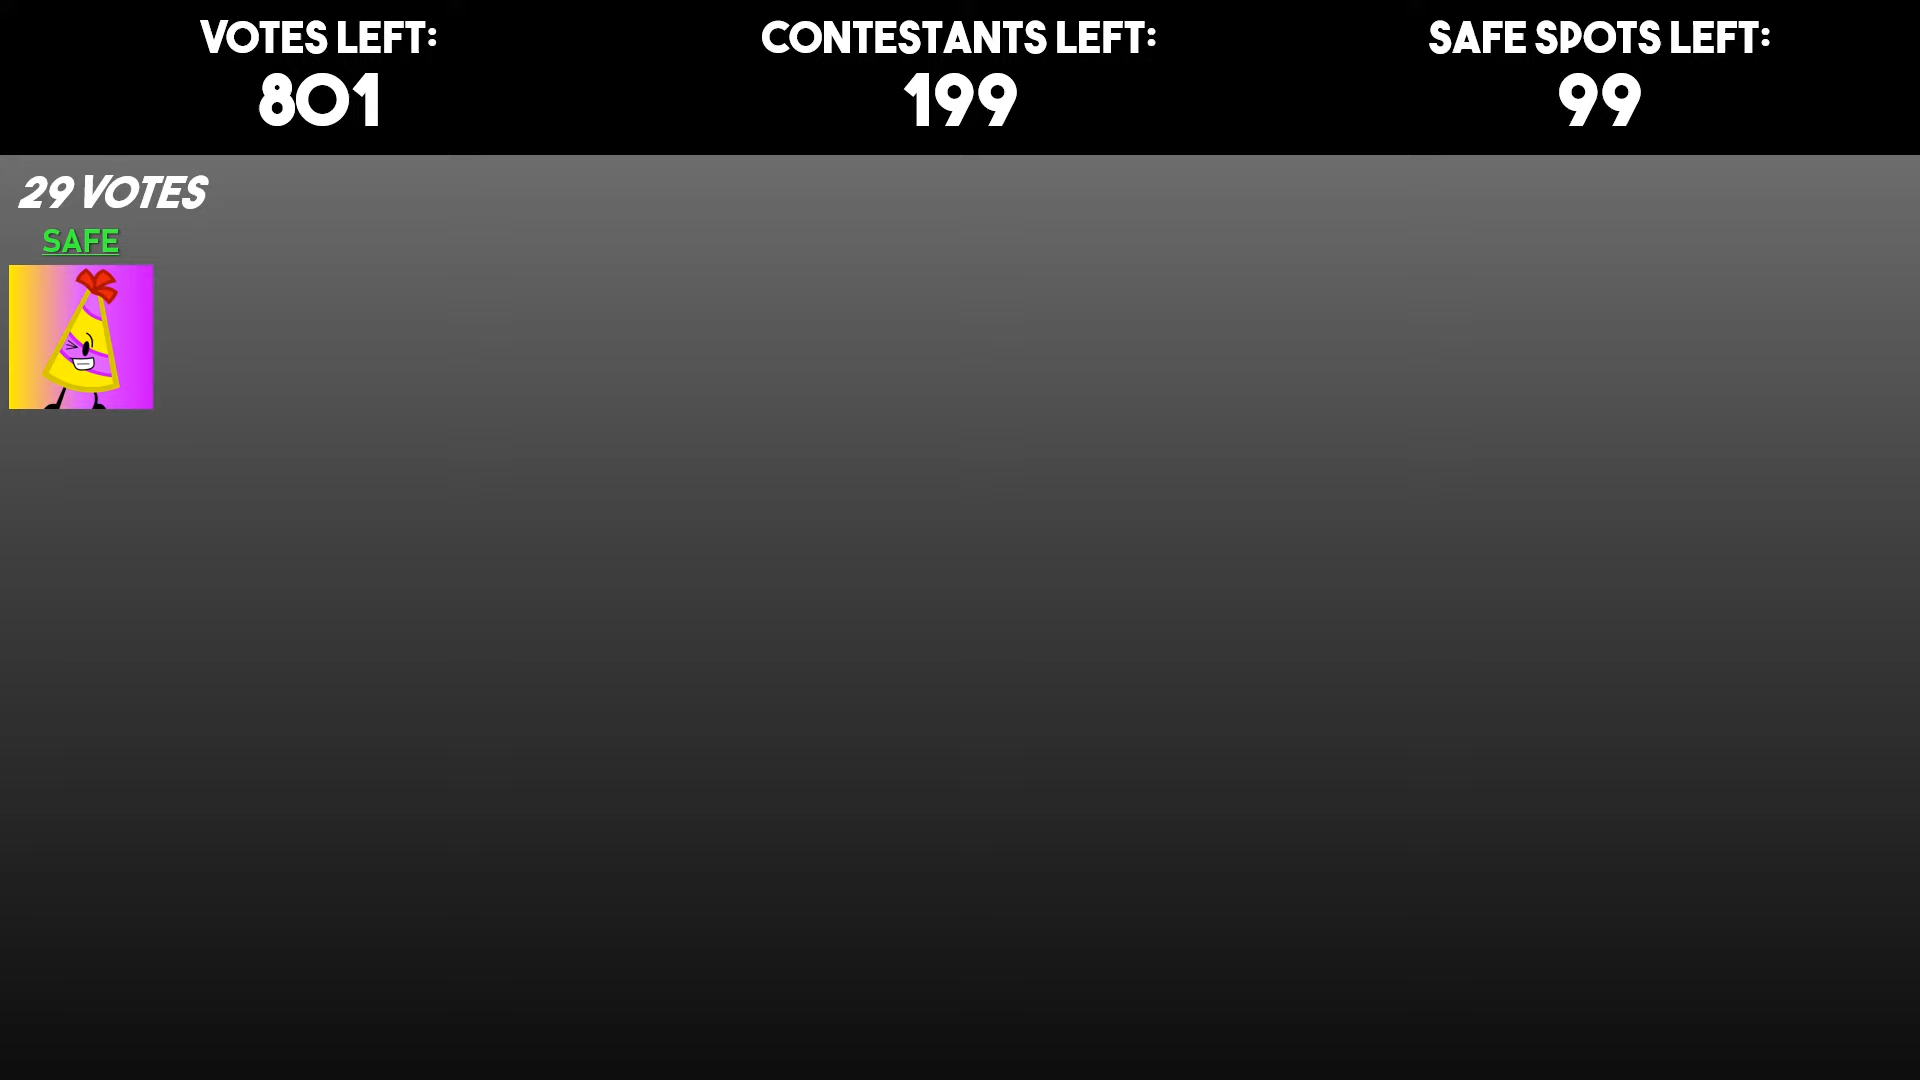 VOTES LEFT:
801
CONTESTANTS LEFT:
199
SAFE SPOTS LEFT:
99
29 VOTES
SAFE